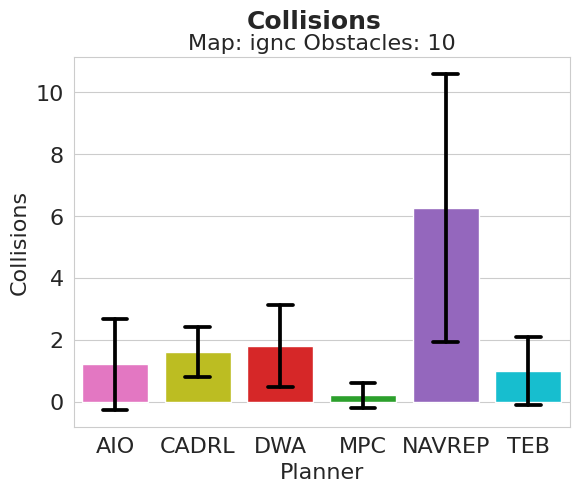 Collisions
Map: ignc Obstacles: 10
10
8
6
4
2
0
Collisions
AIO CADRL DWA MPC NAVREP TEB
Planner